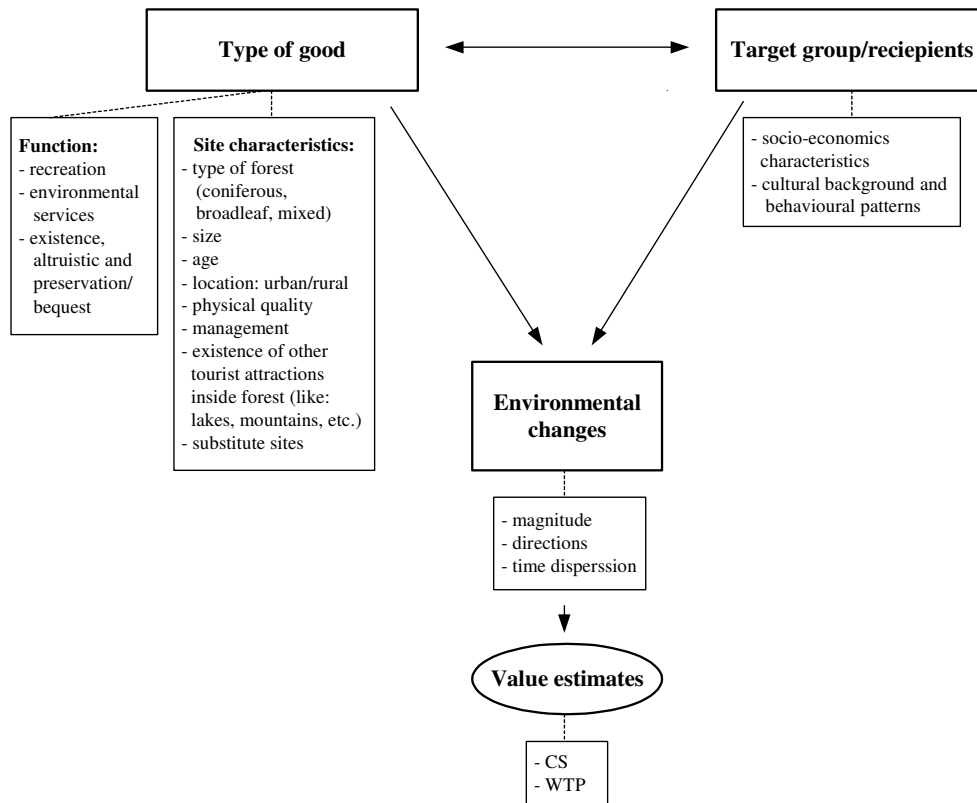 Type of good
Target group/reciepients
Function:
- recreation
- environmental
services
- existence,
altruistic and
preservation/
bequest
Site characteristics:
- type of forest
(coniferous,
broadleaf, mixed)
- size
- age
- location: urban/rural
- physical quality
- management
- existence of other
tourist attractions
inside forest (like:
lakes, mountains, etc.)
- substitute sites
- socio-economics
characteristics
- cultural background and
behavioural patterns
Environmental
changes
- magnitude
- directions
- time disperssion
Value estimates
- CS
- WTP